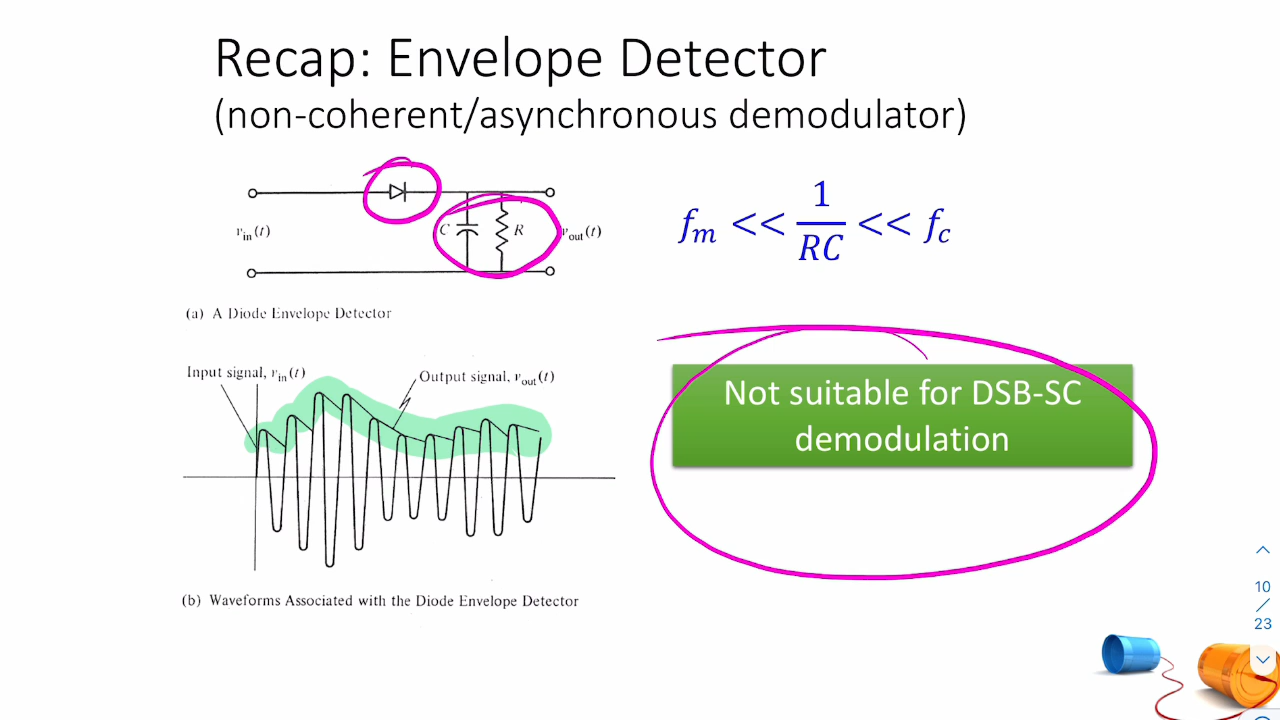 Recap: Envelope Detector
(non-coherent/asynchronous demodulator)
v_in(t)
C
R
v_out(t)
f_m << 1/RC << f_c
(a) A Diode Envelope Detector
Input signal, v_in(t)
Output signal, v_out(t)
Not suitable for DSB-SC
demodulation
(b) Waveforms Associated with the Diode Envelope Detector
10
/
23